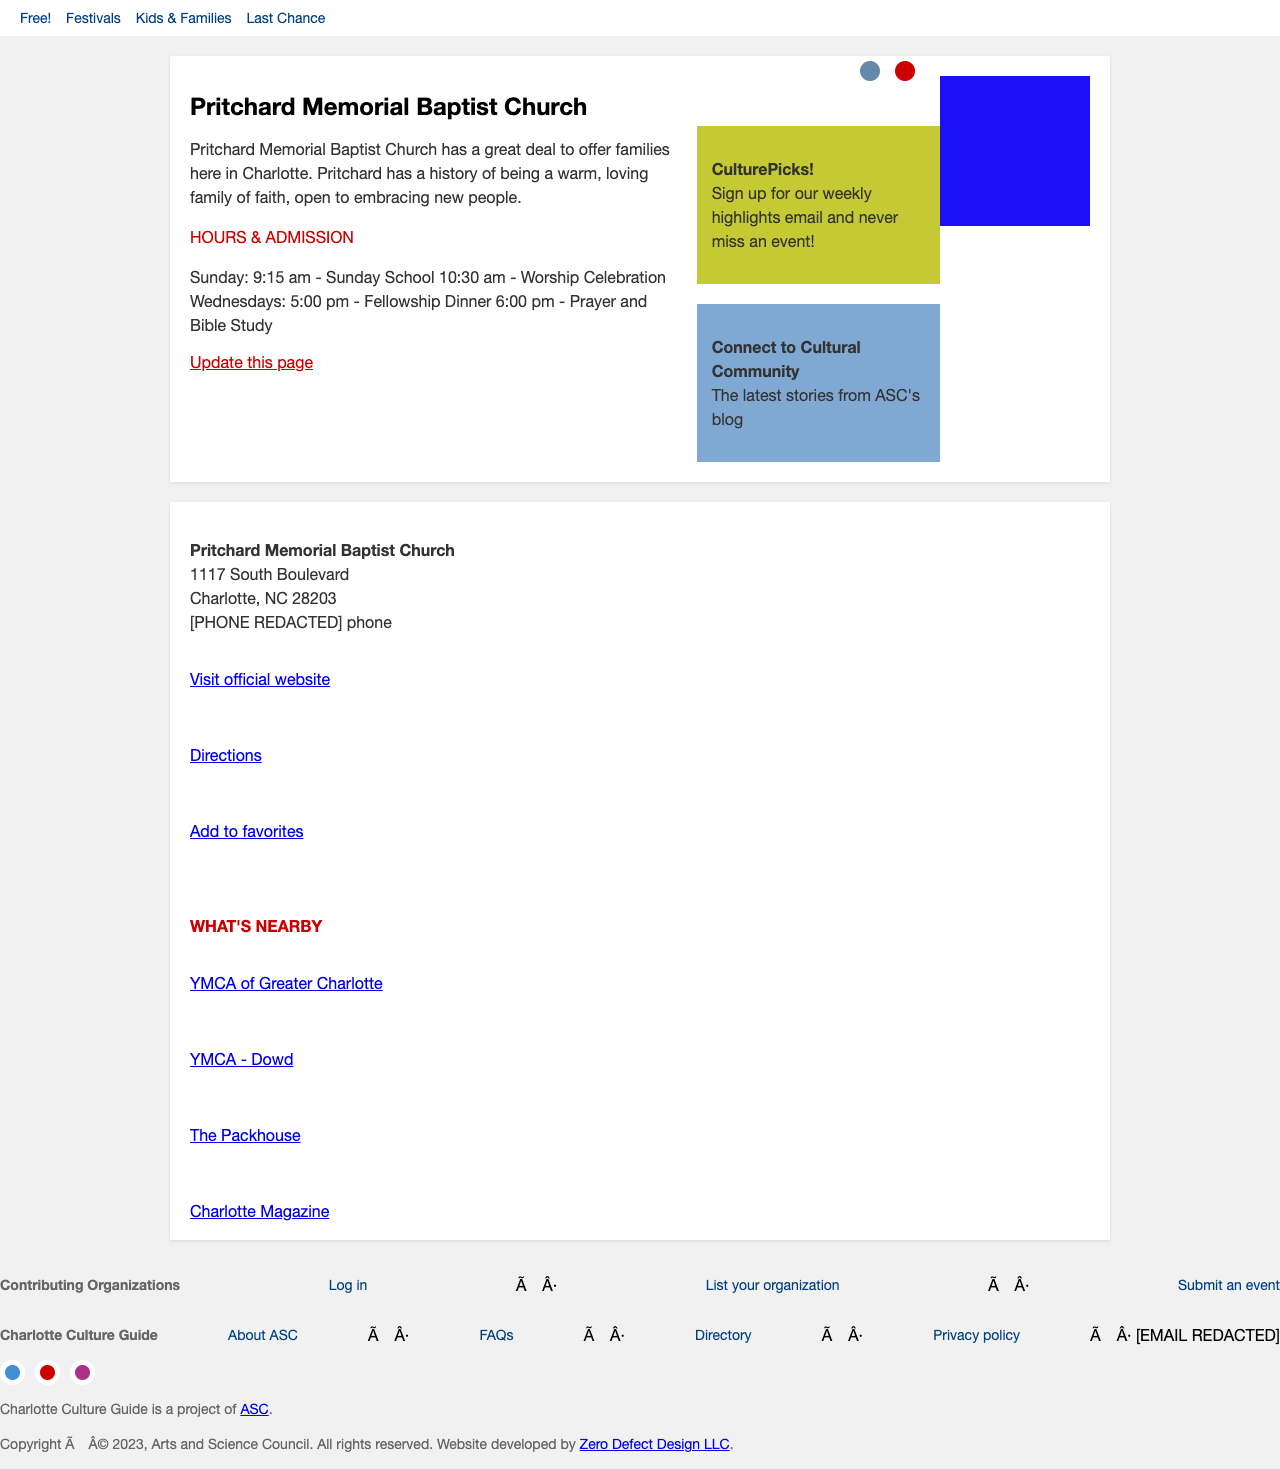 Free! Festivals Kids & Families Last Chance
Pritchard Memorial Baptist Church
Pritchard Memorial Baptist Church has a great deal to offer families
here in Charlotte. Pritchard has a history of being a warm, loving
family of faith, open to embracing new people.
HOURS & ADMISSION
Sunday: 9:15 am - Sunday School 10:30 am - Worship Celebration
Wednesdays: 5:00 pm - Fellowship Dinner 6:00 pm - Prayer and
Bible Study
Update this page
CulturePicks!
Sign up for our weekly
highlights email and never
miss an event!
Connect to Cultural
Community
The latest stories from ASC's
blog
Pritchard Memorial Baptist Church
1117 South Boulevard
Charlotte, NC 28203
[PHONE REDACTED] phone
Visit official website
Directions
Add to favorites
WHAT'S NEARBY
YMCA of Greater Charlotte
YMCA - Dowd
The Packhouse
Charlotte Magazine
Contributing Organizations Log in Ã Â· List your organization Ã Â· Submit an event
Charlotte Culture Guide About ASC Ã Â· FAQs Ã Â· Directory Ã Â· Privacy policy Ã Â· [EMAIL REDACTED]
Charlotte Culture Guide is a project of ASC.
Copyright Ã Â© 2023, Arts and Science Council. All rights reserved. Website developed by Zero Defect Design LLC.